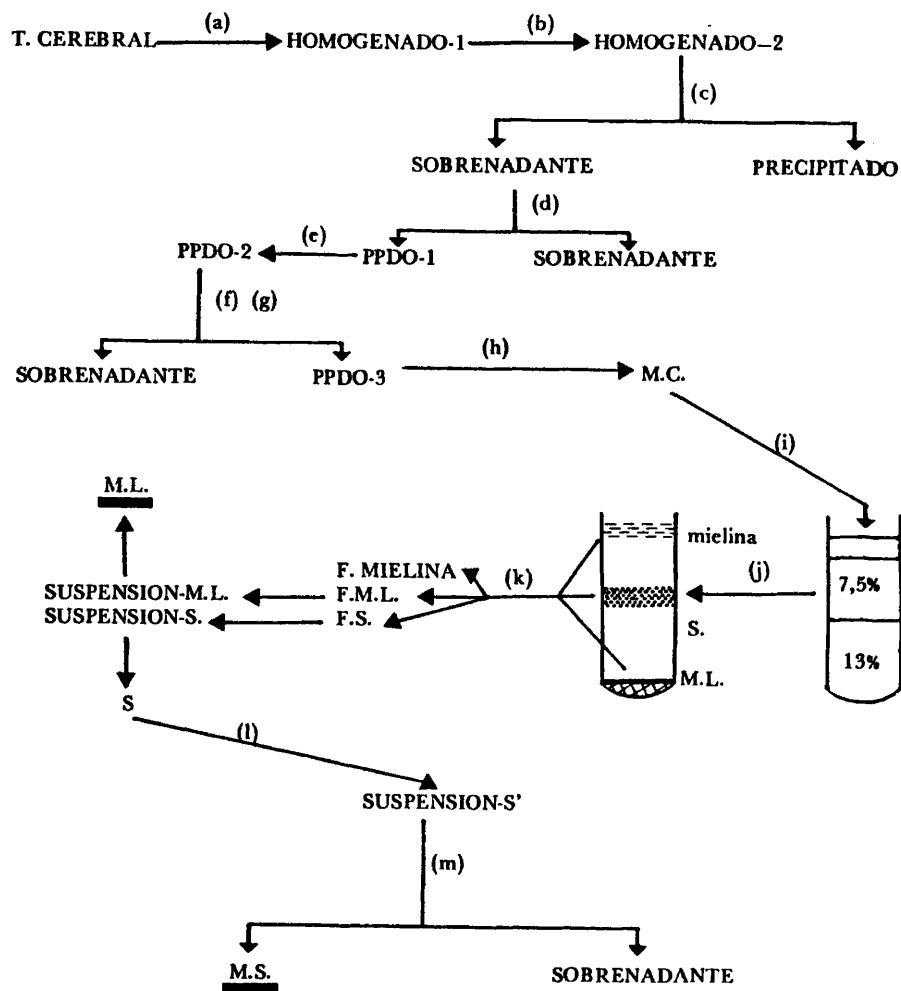 (a) (b)
T. CEREBRAL HOMOGENADO-1 HOMOGENADO–2
(c)
SOBRENADANTE PRECIPITADO
(d)
(e)
PPDO-2 PPDO-1 SOBRENADANTE
(f) (g)
(h)
SOBRENADANTE PPDO-3 M.C.
(i)
M.L.
mielina
F. MIELINA (k) (j) 7,5%
SUSPENSION-M.L. F.M.L.
SUSPENSION-S. F.S. S.
13%
M.L.
S
(l)
SUSPENSION-S'
(m)
M.S. SOBRENADANTE